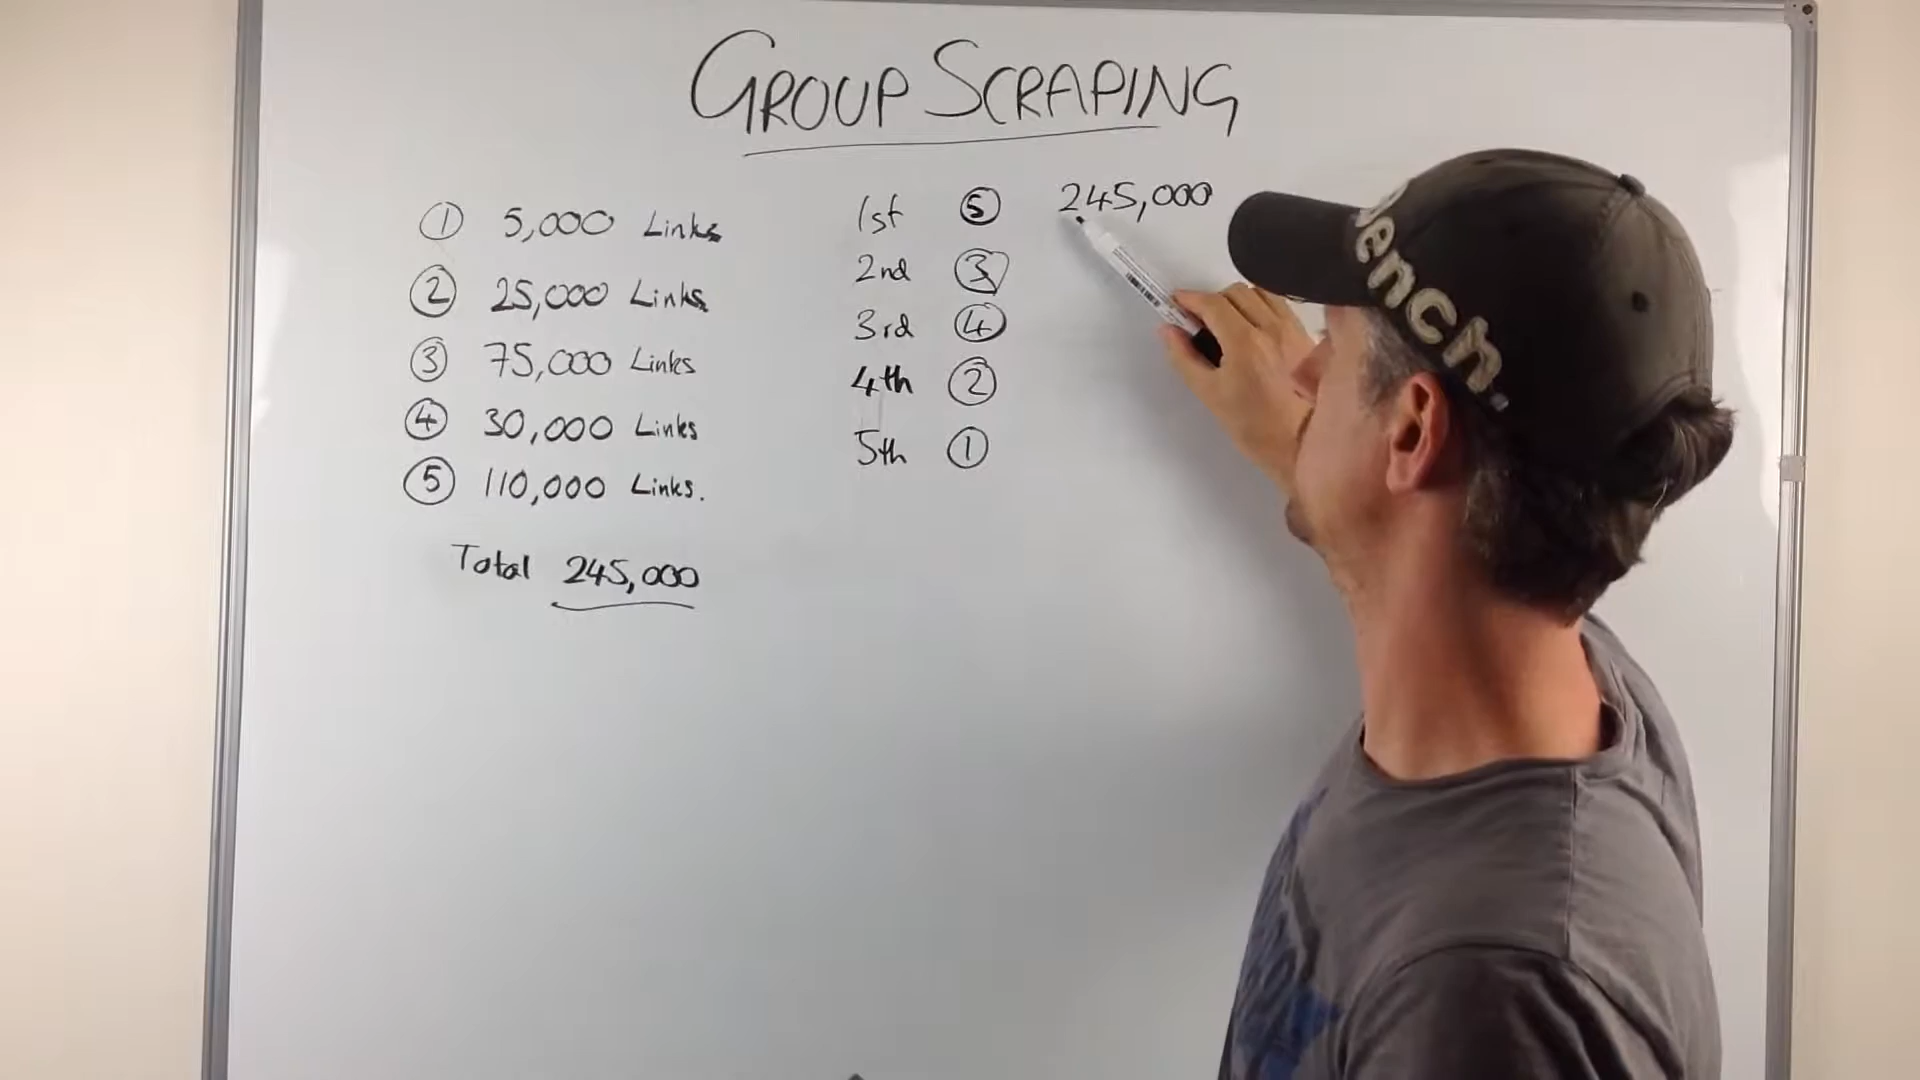 GROUP SCRAPING
① 5,000 Links
② 25,000 Links
③ 75,000 Links
④ 30,000 Links
⑤ 110,000 Links.
Total 245,000
1st ⑤ 245,000
2nd ③
3rd ④
4th ②
5th ①
Bench.